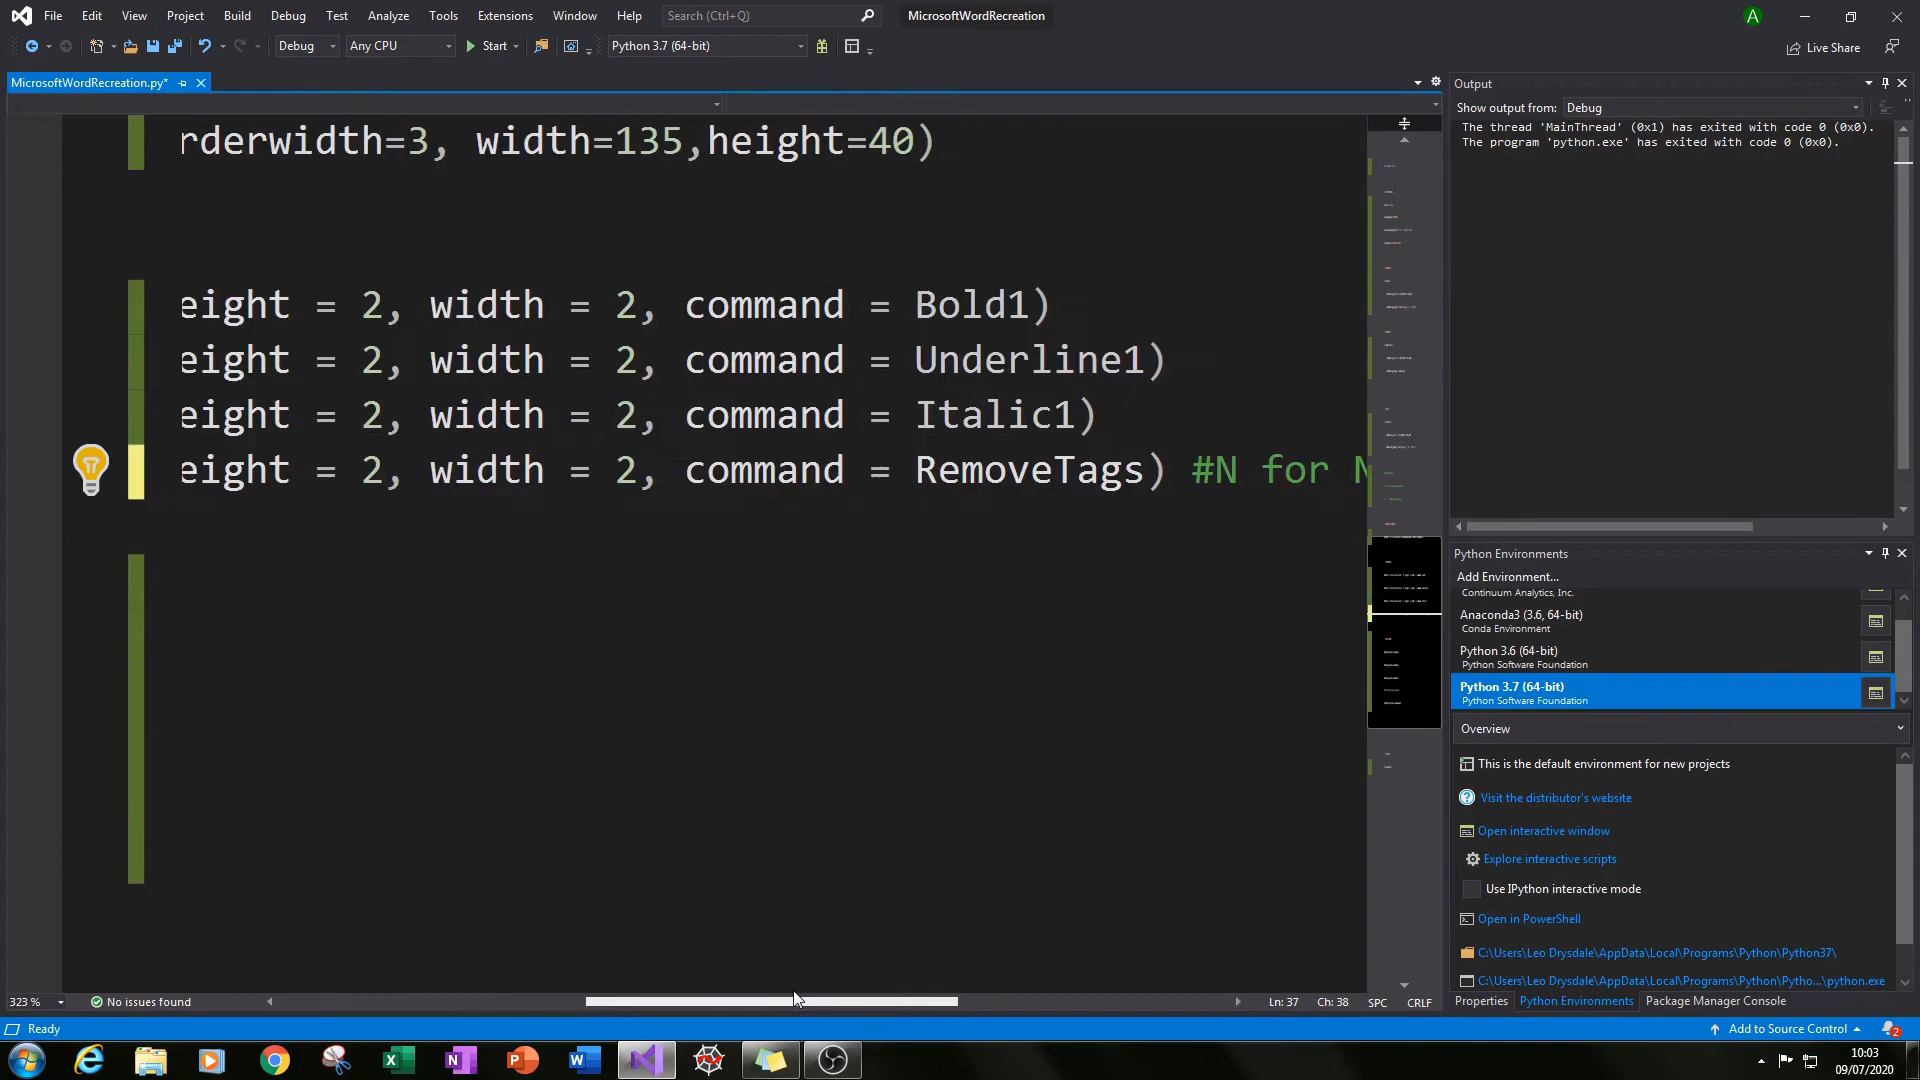 File Edit View Project Build Debug Test Analyze Tools Extensions Window Help Search (Ctrl+Q) MicrosoftWordRecreation A
Debug Any CPU Start Python 3.7 (64-bit) Live Share
MicrosoftWordRecreation.py*
rderwidth=3, width=135,height=40)
eight = 2, width = 2, command = Bold1)
eight = 2, width = 2, command = Underline1)
eight = 2, width = 2, command = Italic1)
eight = 2, width = 2, command = RemoveTags) #N for N
323 % No issues found Ln: 37 Ch: 38 SPC CRLF
Output
Show output from: Debug
The thread 'MainThread' (0x1) has exited with code 0 (0x0).
The program 'python.exe' has exited with code 0 (0x0).
Python Environments
Add Environment...
Continuum Analytics, Inc.
Anaconda3 (3.6, 64-bit)
Conda Environment
Python 3.6 (64-bit)
Python Software Foundation
Python 3.7 (64-bit)
Python Software Foundation
Overview
This is the default environment for new projects
Visit the distributor's website
Open interactive window
Explore interactive scripts
Use IPython interactive mode
Open in PowerShell
C:\Users\Leo Drysdale\AppData\Local\Programs\Python\Python37\
C:\Users\Leo Drysdale\AppData\Local\Programs\Pytho...\python.exe
Properties Python Environments Package Manager Console
Ready Add to Source Control 2
10:03
09/07/2020